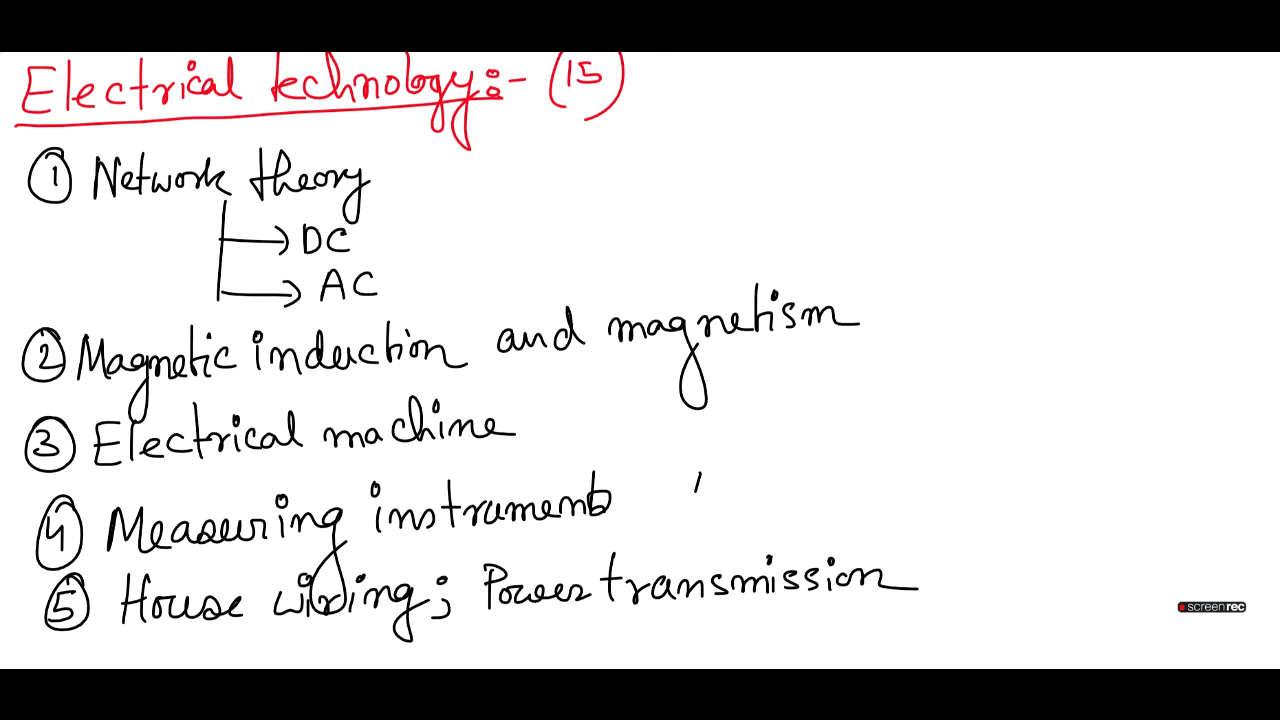 Electrical technology:- (15)
① Network theory
→ DC
→ AC
② Magnetic induction and magnetism
③ Electrical machine
④ Measuring instruments
⑤ House wiring; Power transmission
screenrec